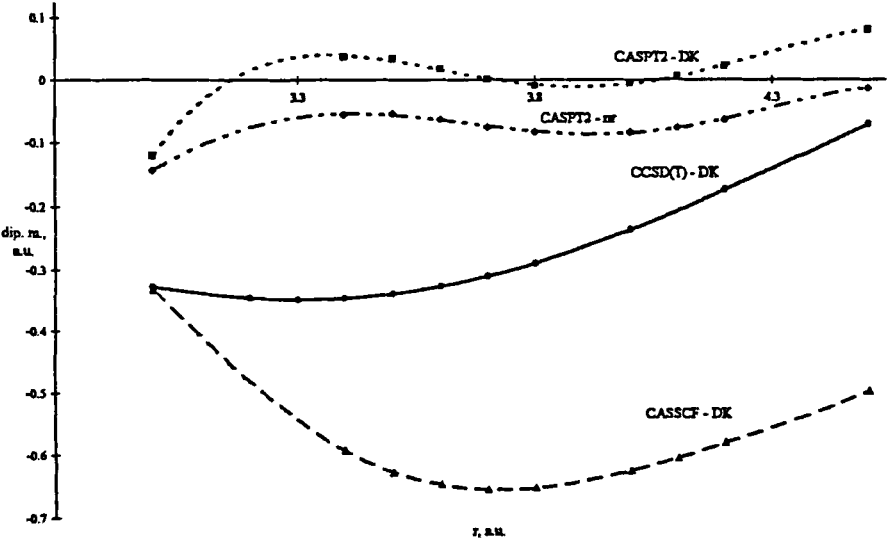 0.1
CASPT2 - DK
0
3.3
3.8
4.3
CASPT2 - nr
-0.1
CCSD(T) - DK
-0.2
dip. m.,
a.u.
-0.3
-0.4
CASSCF - DK
-0.5
-0.6
-0.7
r, a.u.